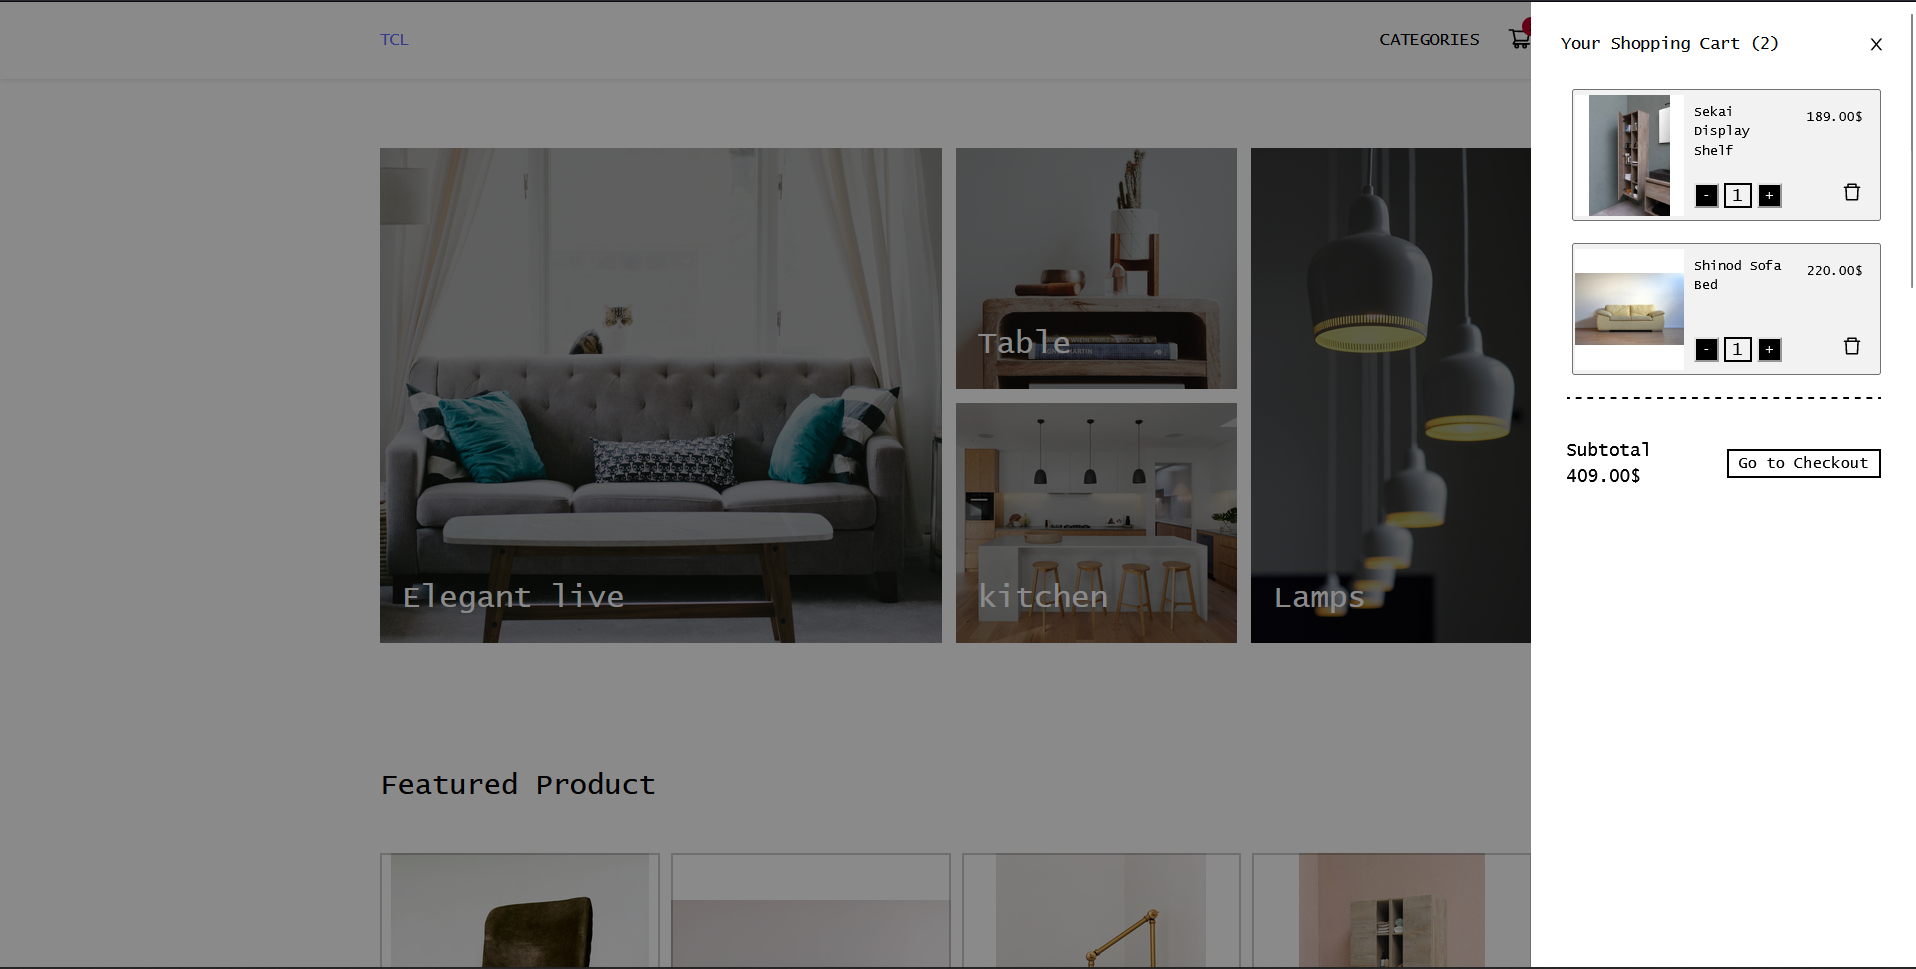 TCL
CATEGORIES
Elegant live
Table
kitchen
Lamps
Featured Product
Your Shopping Cart (2)
X
Sekai
Display
Shelf
189.00$
- 1 +
Shinod Sofa
Bed
220.00$
- 1 +
Subtotal
409.00$
Go to Checkout